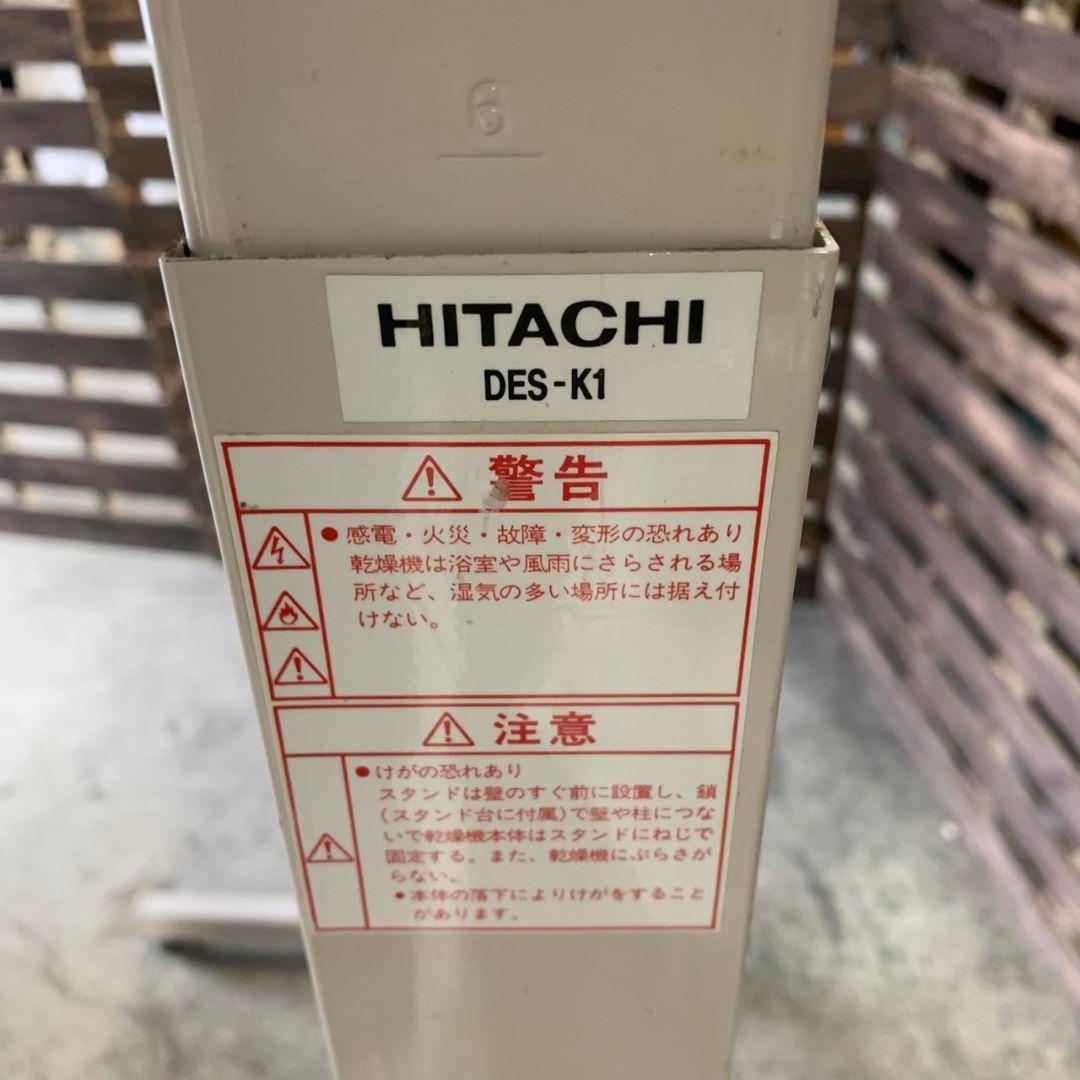 6
HITACHI
DES-K1
警告
●感電・火災・故障・変形の恐れあり
乾燥機は浴室や風雨にさらされる場
所など、湿気の多い場所には据え付
けない。
注意
●けがの恐れあり
スタンドは壁のすぐ前に設置し、鎖
(スタンド台に付属)で壁や柱につな
いで乾燥機本体はスタンドにねじで
固定する。また、乾燥機にぶらさが
らない。
●本体の落下によりけがをすること
があります。